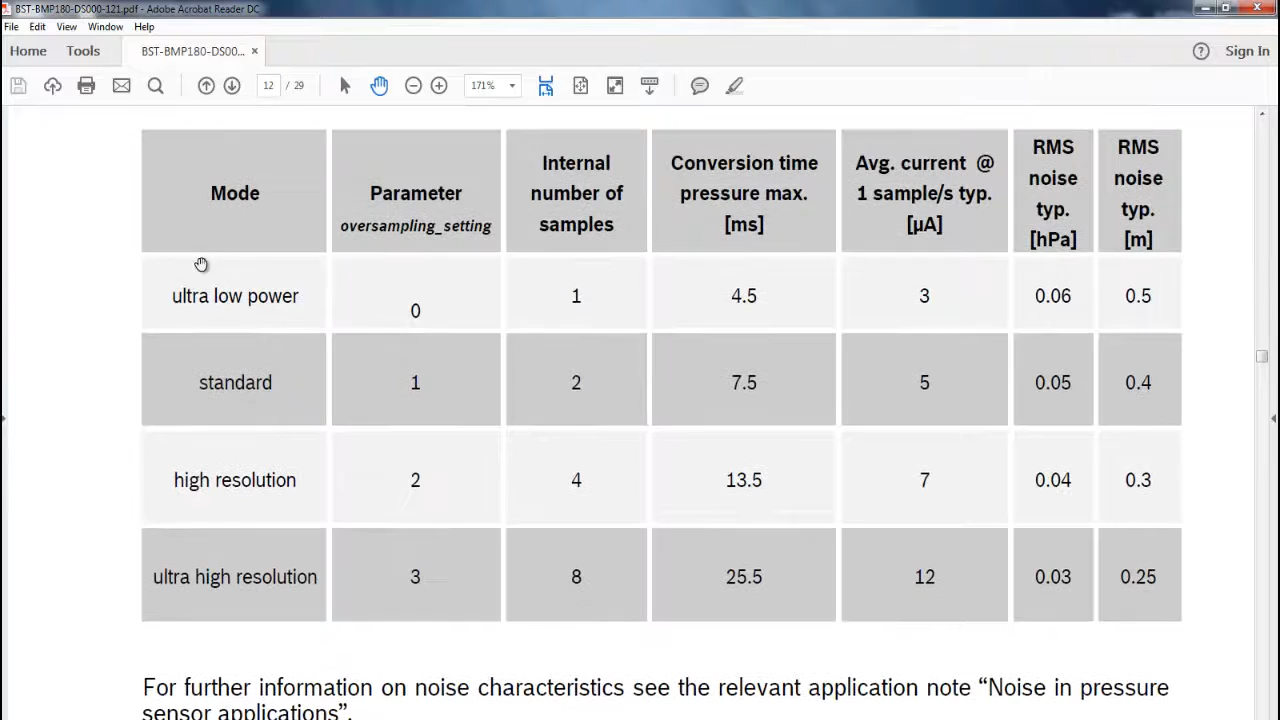 BST-BMP180-DS000-121.pdf - Adobe Acrobat Reader DC
File Edit View Window Help
Home Tools BST-BMP180-DS00... × Sign In
12 / 29 171%
Mode
Parameter
oversampling_setting
Internal
number of
samples
Conversion time
pressure max.
[ms]
Avg. current @
1 sample/s typ.
[µA]
RMS
noise
typ.
[hPa]
RMS
noise
typ.
[m]
ultra low power 0 1 4.5 3 0.06 0.5
standard 1 2 7.5 5 0.05 0.4
high resolution 2 4 13.5 7 0.04 0.3
ultra high resolution 3 8 25.5 12 0.03 0.25
For further information on noise characteristics see the relevant application note “Noise in pressure
sensor applications”.